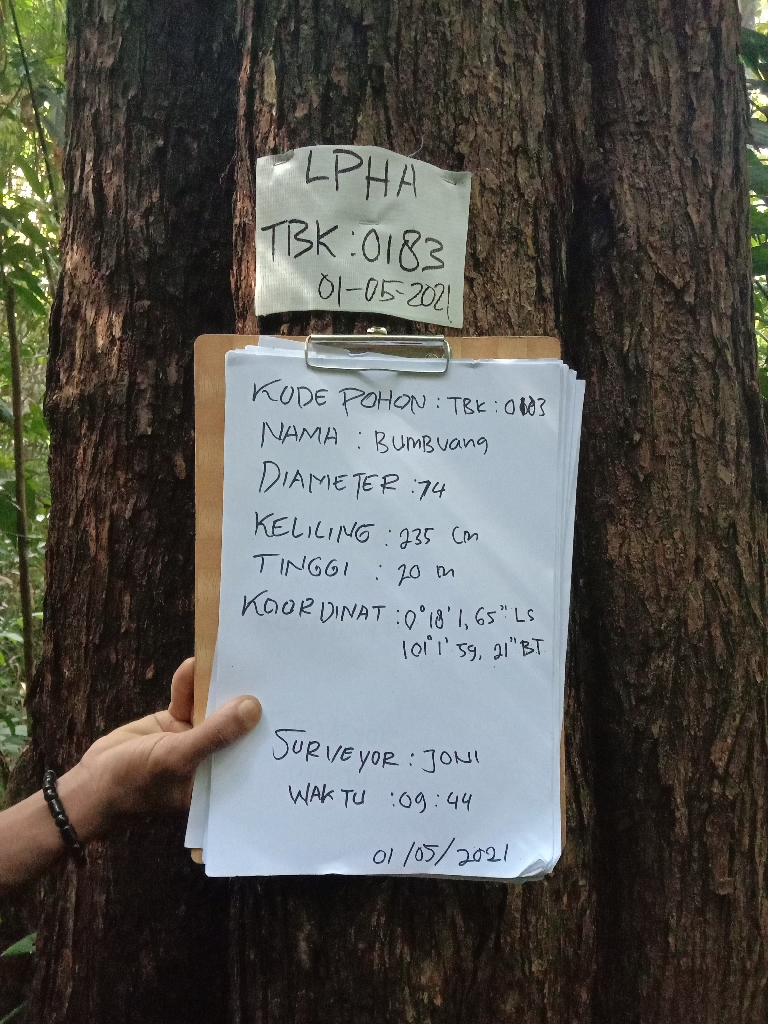 LPHA
TBK : 0183
01-05-2021
KODE POHON : TBK : 0183
NAMA : BUMBUANG
DIAMETER : 74
KELILING : 235 Cm
TINGGI : 20 m
KOORDINAT : 0° 18' 1,65" LS
101° 1' 59, 21" BT
SURVEYOR : JONI
WAKTU : 09 : 44
01/05/2021